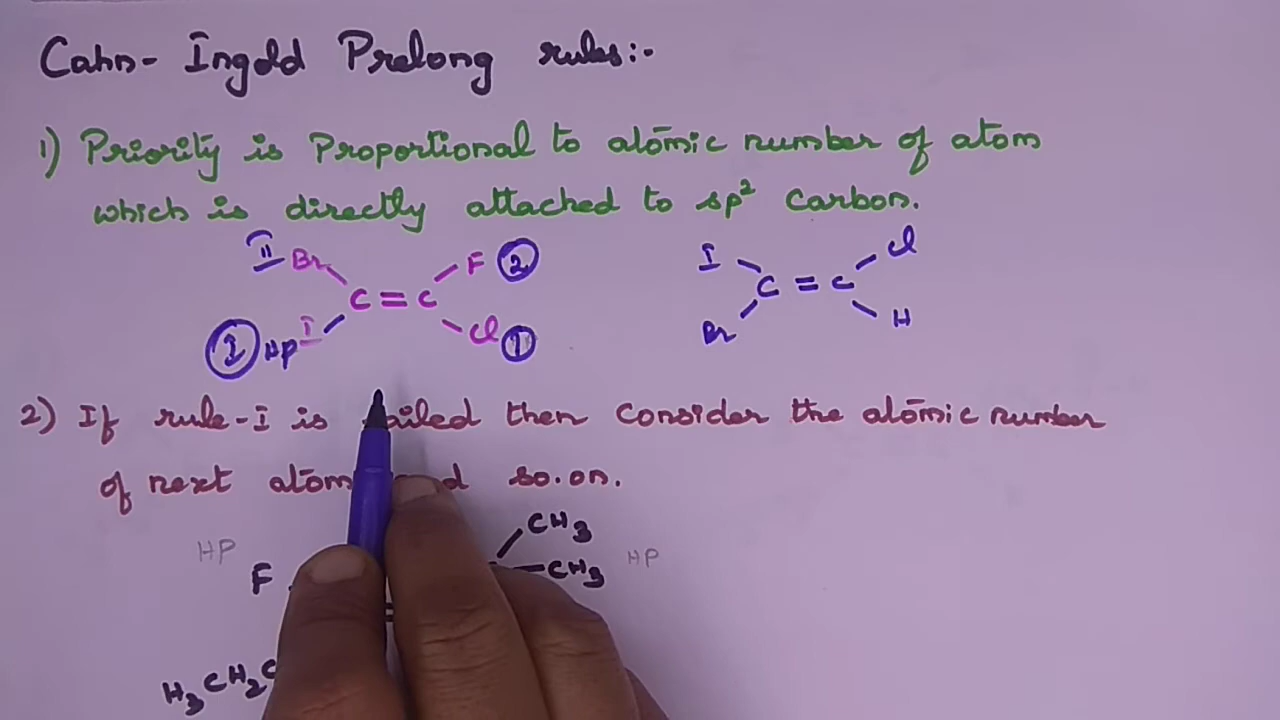 Cahn- Ingold Prelong rules:-
1) Priority is Proportional to atomic number of atom
which is directly attached to sp² carbon.
II Br F 2
C = C
I HP I Cl 1
I Cl
C = C
Br H
2) If rule-I is failed then consider the atomic number
of next atom so.on.
CH3
HP F CH3 HP
H3CH2C